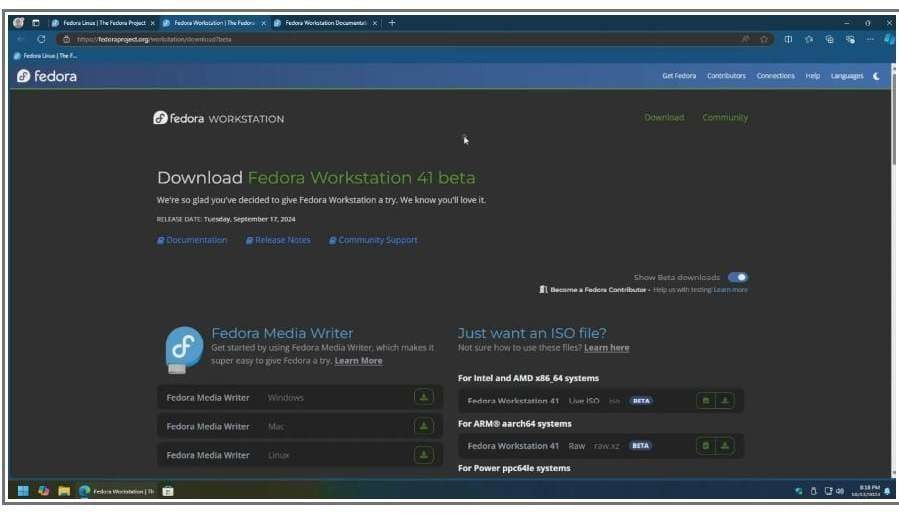 Fedora Linux | The Fedora Project
Fedora Workstation | The Fedora
Fedora Workstation Documentati
https://fedoraproject.org/workstation/download?beta
Fedora Linux | The F...
fedora
Get Fedora Contributors Connections Help Languages
fedora WORKSTATION
Download Community
Download Fedora Workstation 41 beta
We're so glad you've decided to give Fedora Workstation a try. We know you'll love it.
RELEASE DATE: Tuesday, September 17, 2024
Documentation Release Notes Community Support
Show Beta downloads
Become a Fedora Contributor - Help us with testing! Learn more
Fedora Media Writer
Get started by using Fedora Media Writer, which makes it
super easy to give Fedora a try. Learn More
Fedora Media Writer Windows
Fedora Media Writer Mac
Fedora Media Writer Linux
Just want an ISO file?
Not sure how to use these files? Learn here
For Intel and AMD x86_64 systems
Fedora Workstation 41 Live ISO iso BETA
For ARM® aarch64 systems
Fedora Workstation 41 Raw raw.xz BETA
For Power ppc64le systems
Fedora Workstation | Th
8:18 PM